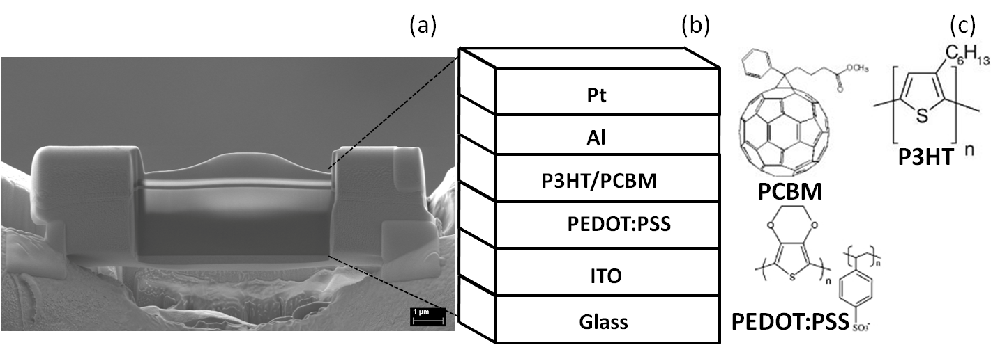 (a)
(b)
(c)
1 µm
Pt
Al
P3HT/PCBM
PEDOT:PSS
ITO
Glass
OCH₃
O
PCBM
C₆H₁₃
S
n
P3HT
O
O
S
n
n
SO₃⁻
PEDOT:PSS